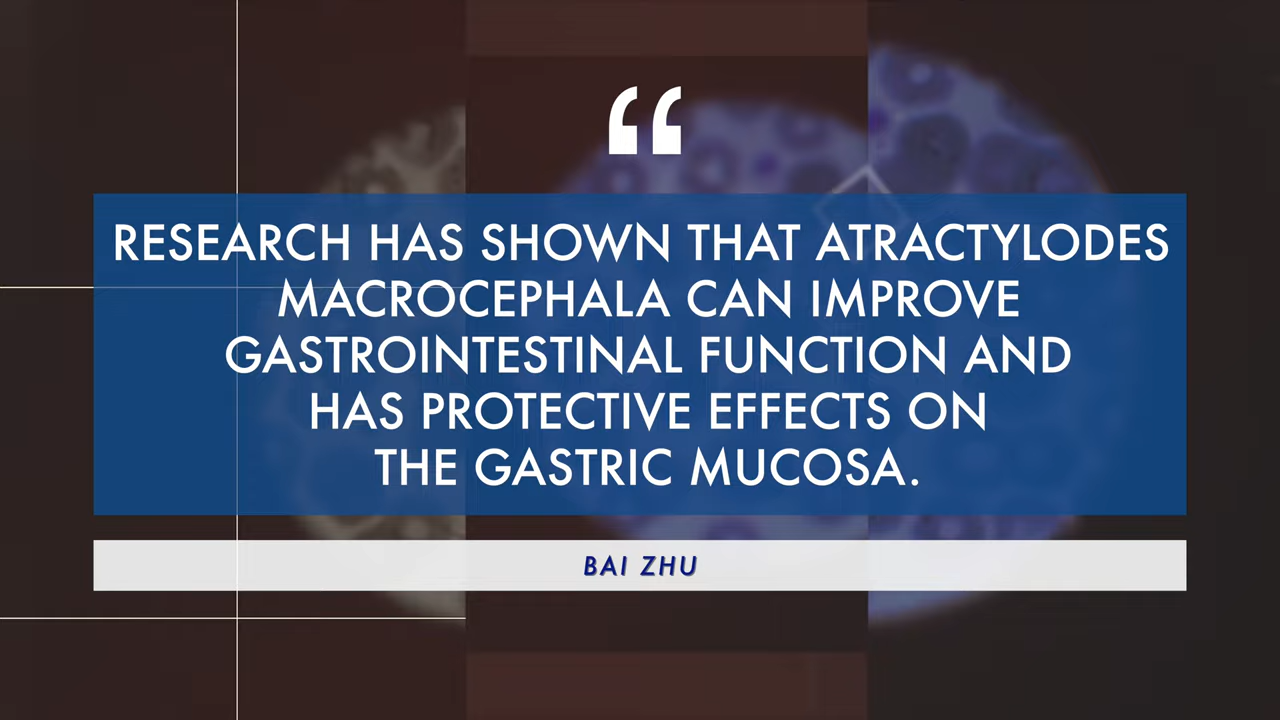 “
RESEARCH HAS SHOWN THAT ATRACTYLODES
MACROCEPHALA CAN IMPROVE
GASTROINTESTINAL FUNCTION AND
HAS PROTECTIVE EFFECTS ON
THE GASTRIC MUCOSA.
BAI ZHU